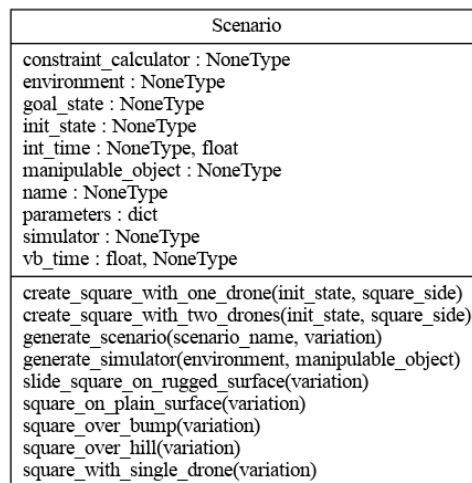 Scenario
constraint_calculator : NoneType
environment : NoneType
goal_state : NoneType
init_state : NoneType
int_time : NoneType, float
manipulable_object : NoneType
name : NoneType
parameters : dict
simulator : NoneType
vb_time : float, NoneType
create_square_with_one_drone(init_state, square_side)
create_square_with_two_drones(init_state, square_side)
generate_scenario(scenario_name, variation)
generate_simulator(environment, manipulable_object)
slide_square_on_rugged_surface(variation)
square_on_plain_surface(variation)
square_over_bump(variation)
square_over_hill(variation)
square_with_single_drone(variation)